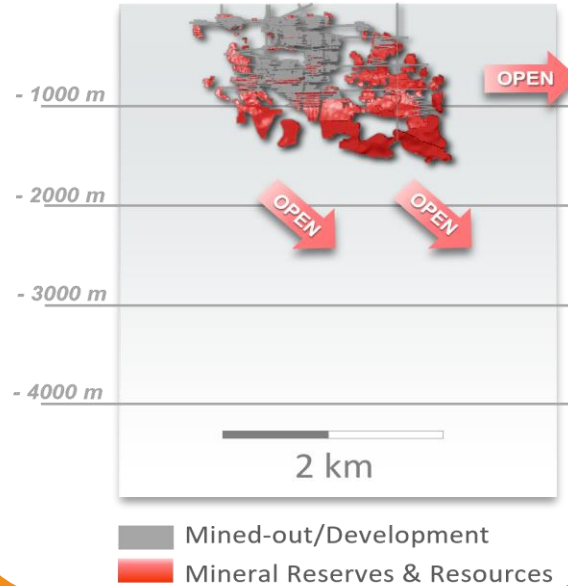 OPEN
- 1000 m
- 2000 m
OPEN
OPEN
- 3000 m
- 4000 m
2 km
Mined-out/Development
Mineral Reserves & Resources